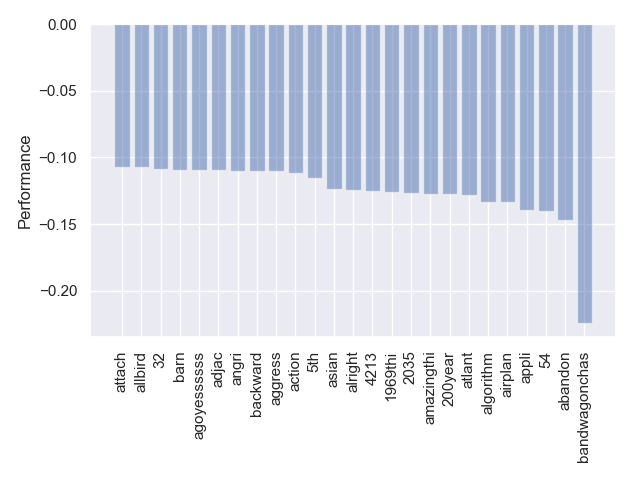 0.00
−0.05
−0.10
−0.15
−0.20
Performance
attach
allbird
32
barn
agoyessssss
adjac
angri
backward
aggress
action
5th
asian
alright
4213
1969thi
2035
amazingthi
200year
atlant
algorithm
airplan
appli
54
abandon
bandwagonchas